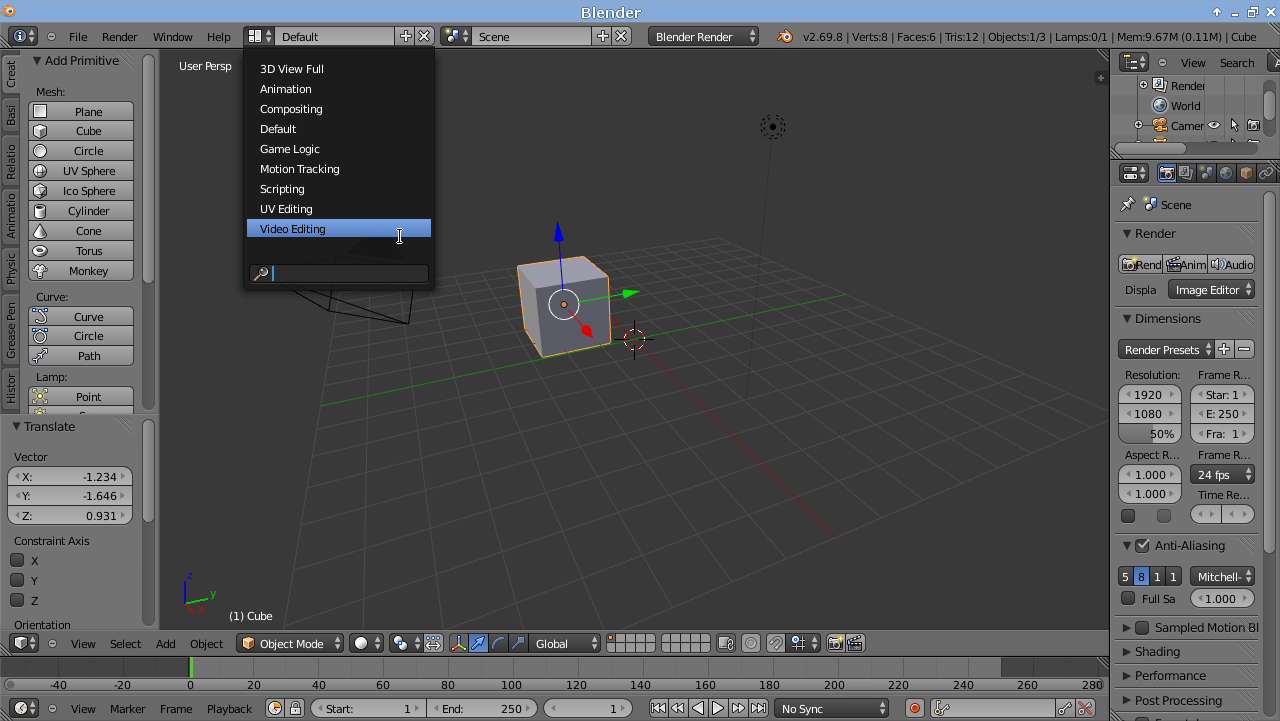 Blender
File Render Window Help Default Scene Blender Render v2.69.8 | Verts:8 | Faces:6 | Tris:12 | Objects:1/3 | Lamps:0/1 | Mem:9.67M (0.11M) | Cube
Creat
Basi
Relatio
Animatio
Physic
Grease Pen
Histor
Add Primitive
Mesh:
Plane
Cube
Circle
UV Sphere
Ico Sphere
Cylinder
Cone
Torus
Monkey
Curve:
Curve
Circle
Path
Lamp:
Point
Translate
Vector
X: -1.234
Y: -1.646
Z: 0.931
Constraint Axis
X
Y
Z
Orientation
User Persp
3D View Full
Animation
Compositing
Default
Game Logic
Motion Tracking
Scripting
UV Editing
Video Editing
z
y
x
(1) Cube
View Select Add Object Object Mode Global
-40 -20 0 20 40 60 80 100 120 140 160 180 200 220 240 260 280
View Marker Frame Playback Start: 1 End: 250 1 No Sync
View Search
Render
World
Camer
Scene
Render
Rend Anim Audio
Displa Image Editor
Dimensions
Render Presets
Resolution: Frame R...
1920 Star: 1
1080 E: 250
50% Fra: 1
Aspect R... Frame R...
1.000 24 fps
1.000 Time Re...
Anti-Aliasing
5 8 1 1 Mitchell-
Full Sa 1.000
Sampled Motion Bl
Shading
Performance
Post Processing